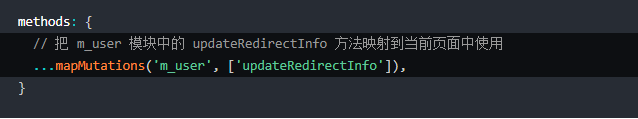 methods: {
  // 把 m_user 模块中的 updateRedirectInfo 方法映射到当前页面中使用
  ...mapMutations('m_user', ['updateRedirectInfo']),
}